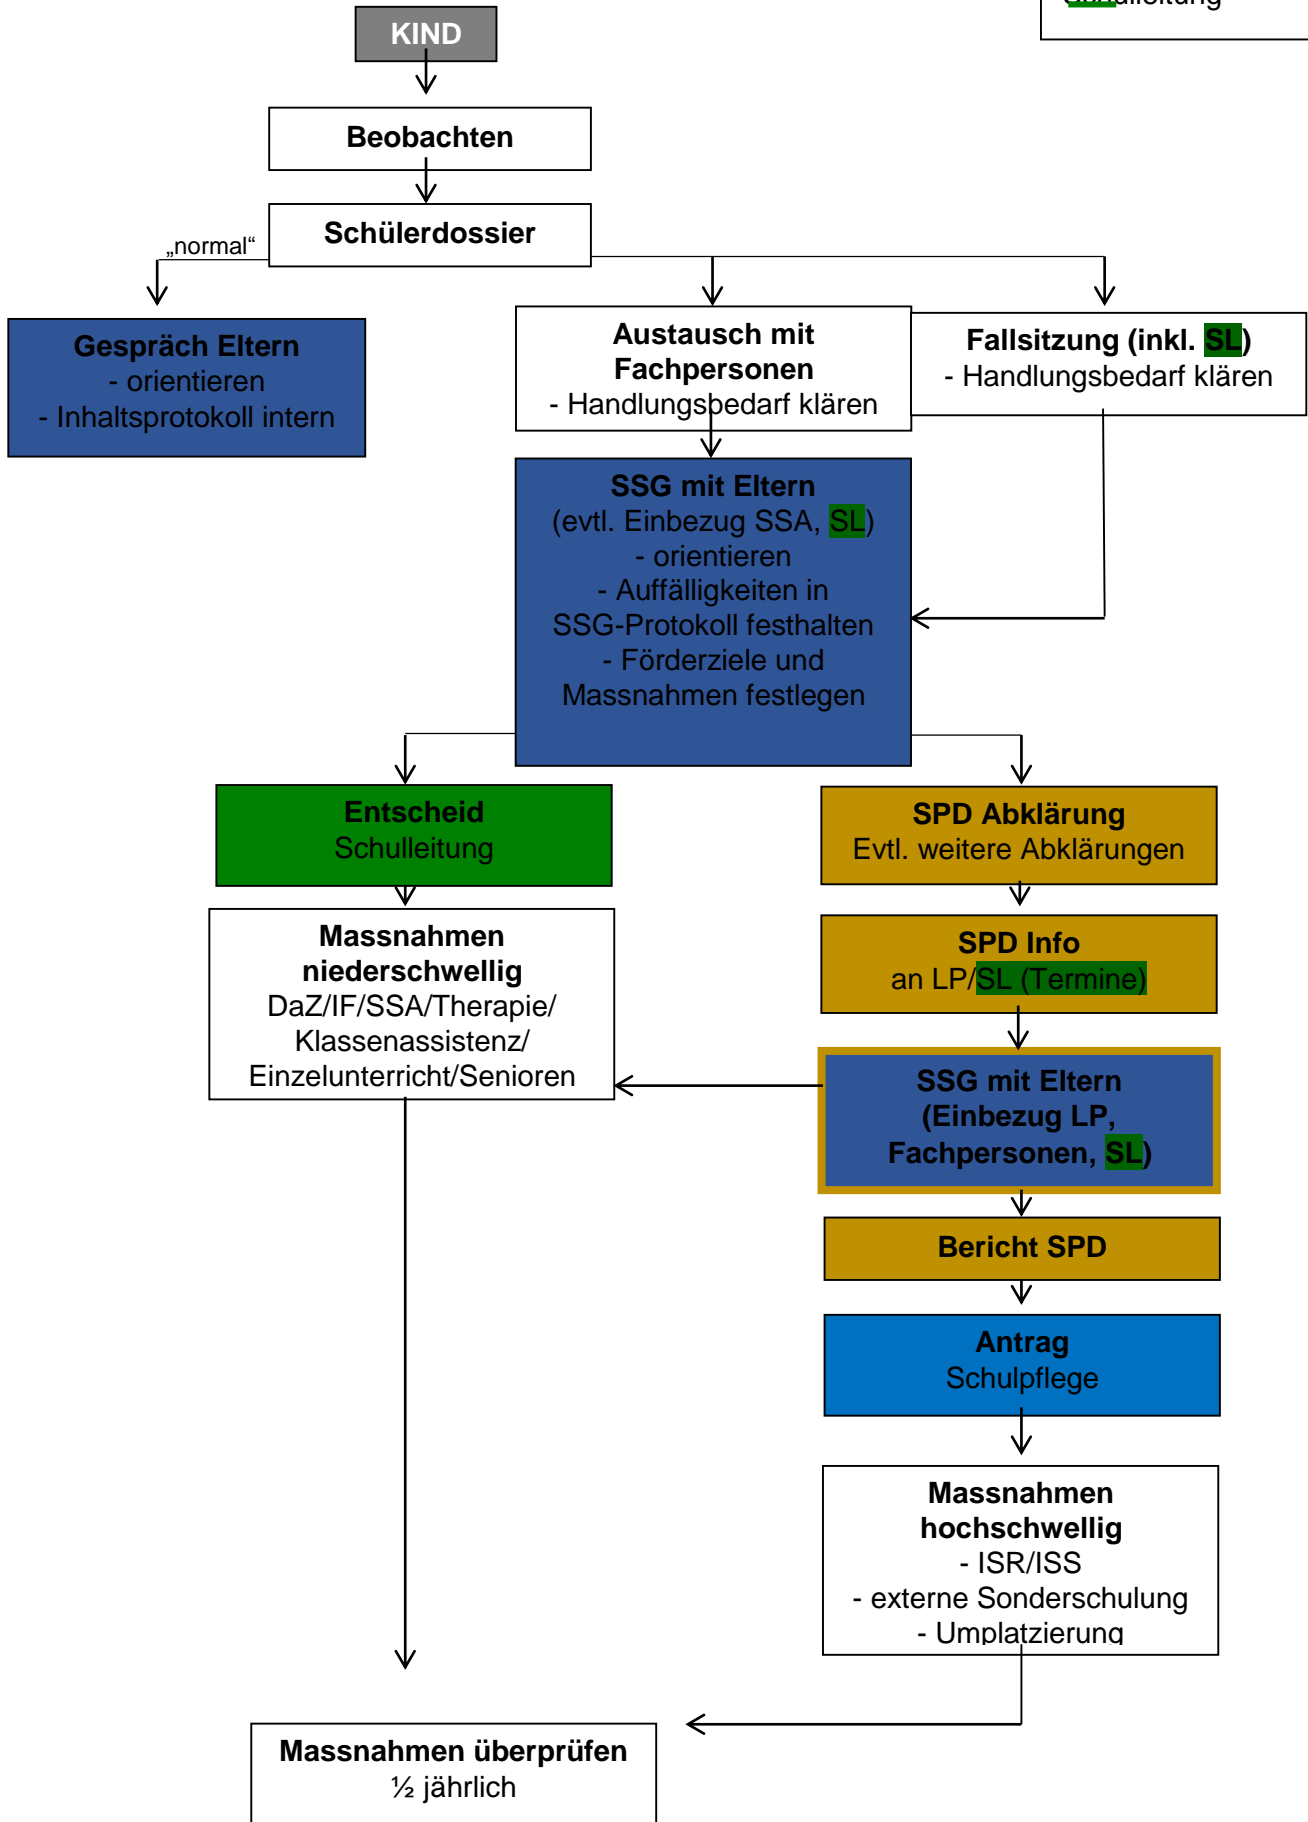 Schulleitung
KIND
Beobachten
Schülerdossier
„normal“
Gespräch Eltern
- orientieren
- Inhaltsprotokoll intern
Austausch mit
Fachpersonen
- Handlungsbedarf klären
Fallsitzung (inkl. SL)
- Handlungsbedarf klären
SSG mit Eltern
(evtl. Einbezug SSA, SL)
- orientieren
- Auffälligkeiten in
SSG-Protokoll festhalten
- Förderziele und
Massnahmen festlegen
Entscheid
Schulleitung
SPD Abklärung
Evtl. weitere Abklärungen
Massnahmen
niederschwellig
DaZ/IF/SSA/Therapie/
Klassenassistenz/
Einzelunterricht/Senioren
SPD Info
an LP/SL (Termine)
SSG mit Eltern
(Einbezug LP,
Fachpersonen, SL)
Bericht SPD
Antrag
Schulpflege
Massnahmen
hochschwellig
- ISR/ISS
- externe Sonderschulung
- Umplatzierung
Massnahmen überprüfen
½ jährlich